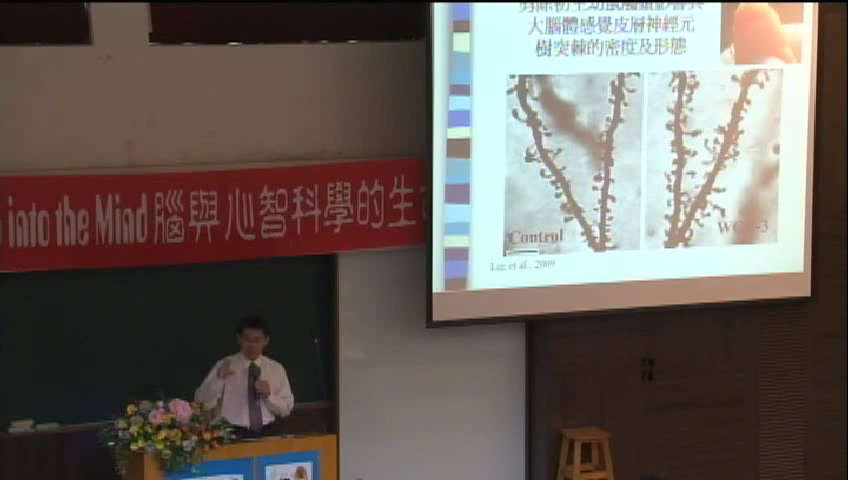 大腦體感覺皮層神經元
樹突棘的密度及形態
Control
Lee et al., 2009
into the Mind 腦與心智科學的生